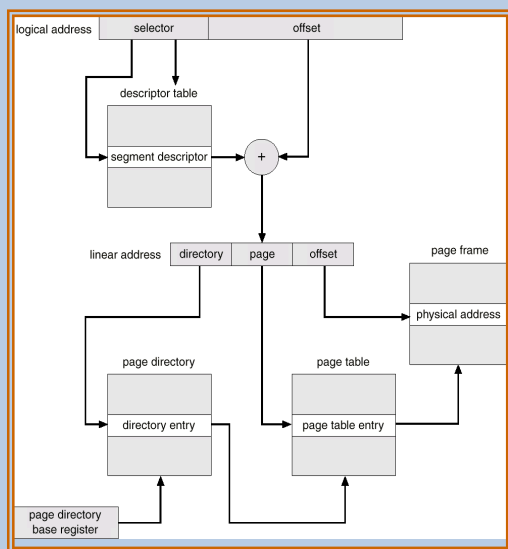 logical address
selector
offset
descriptor table
segment descriptor
+
linear address
directory
page
offset
page frame
physical address
page directory
page table
directory entry
page table entry
page directory
base register